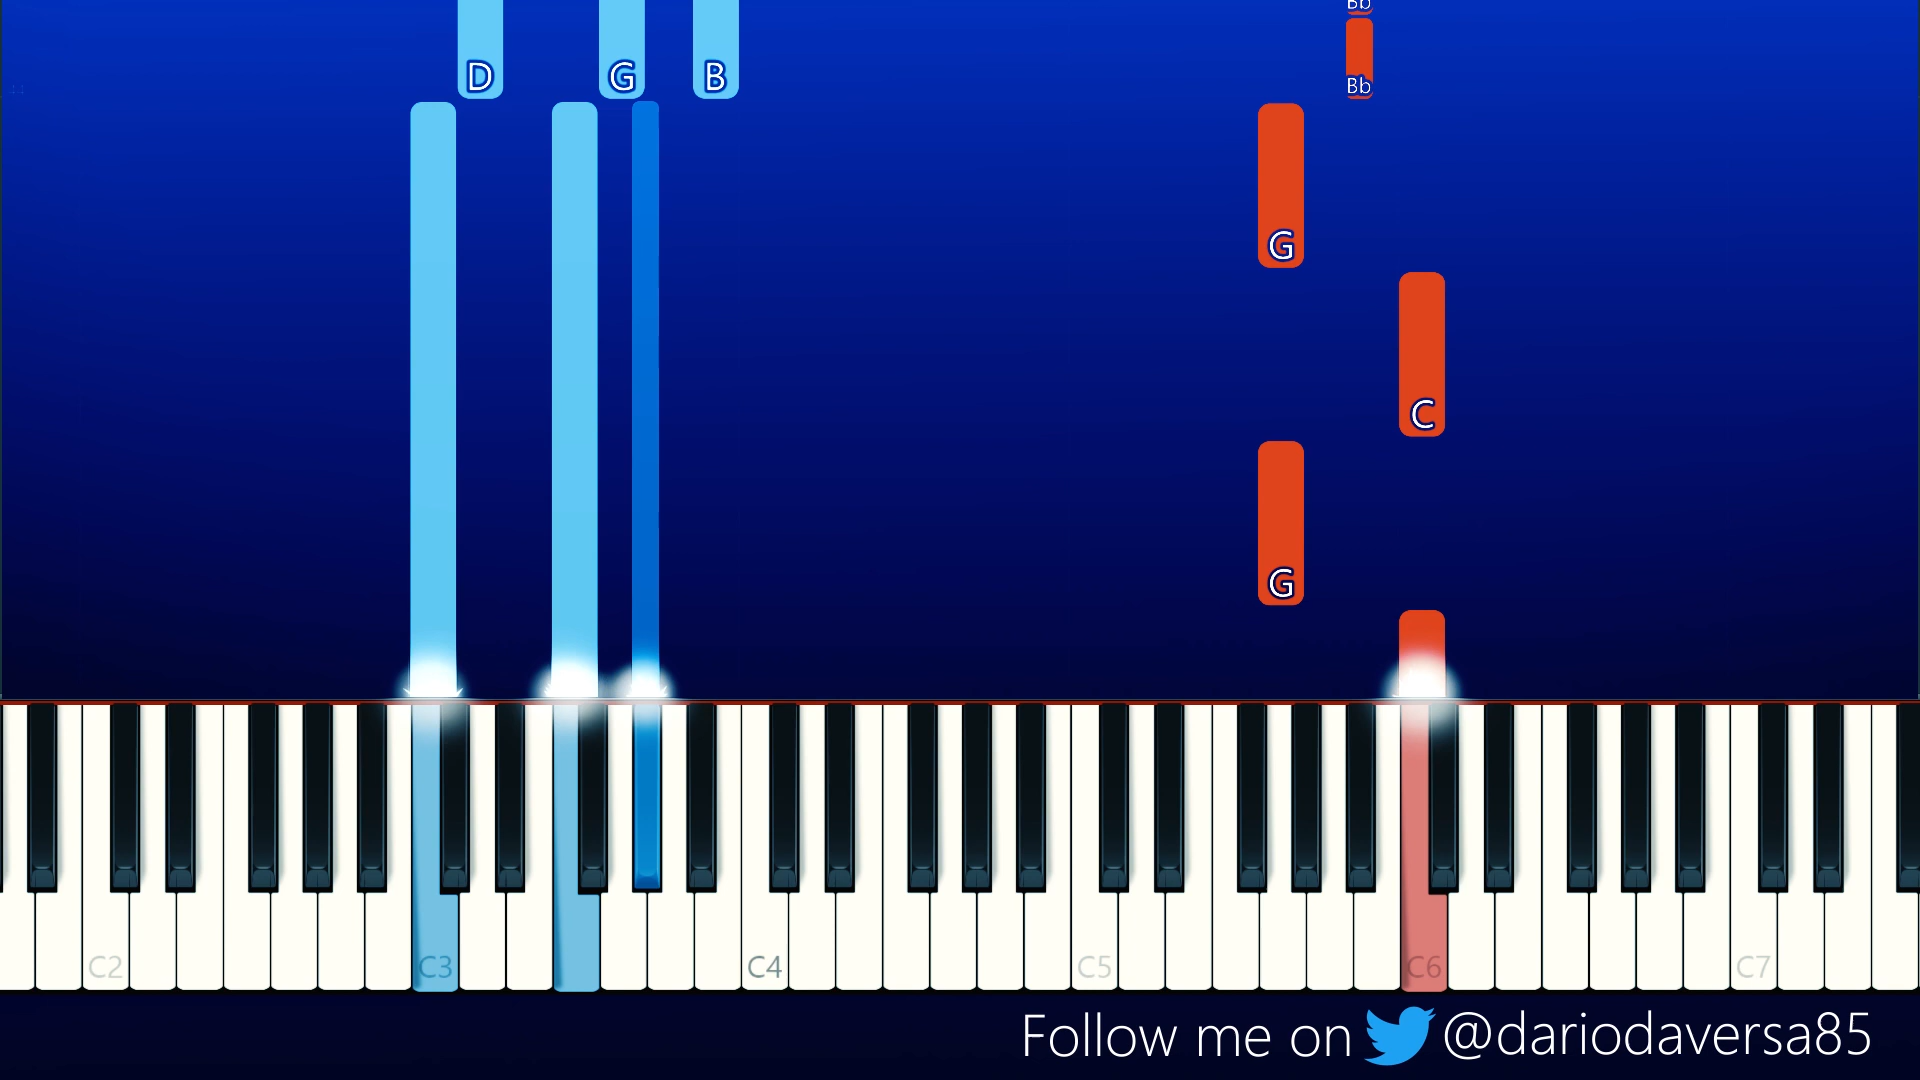 Bb
D G B
Bb
G
C
G
C2 C3 C4 C5 C6 C7
Follow me on @dariodaversa85